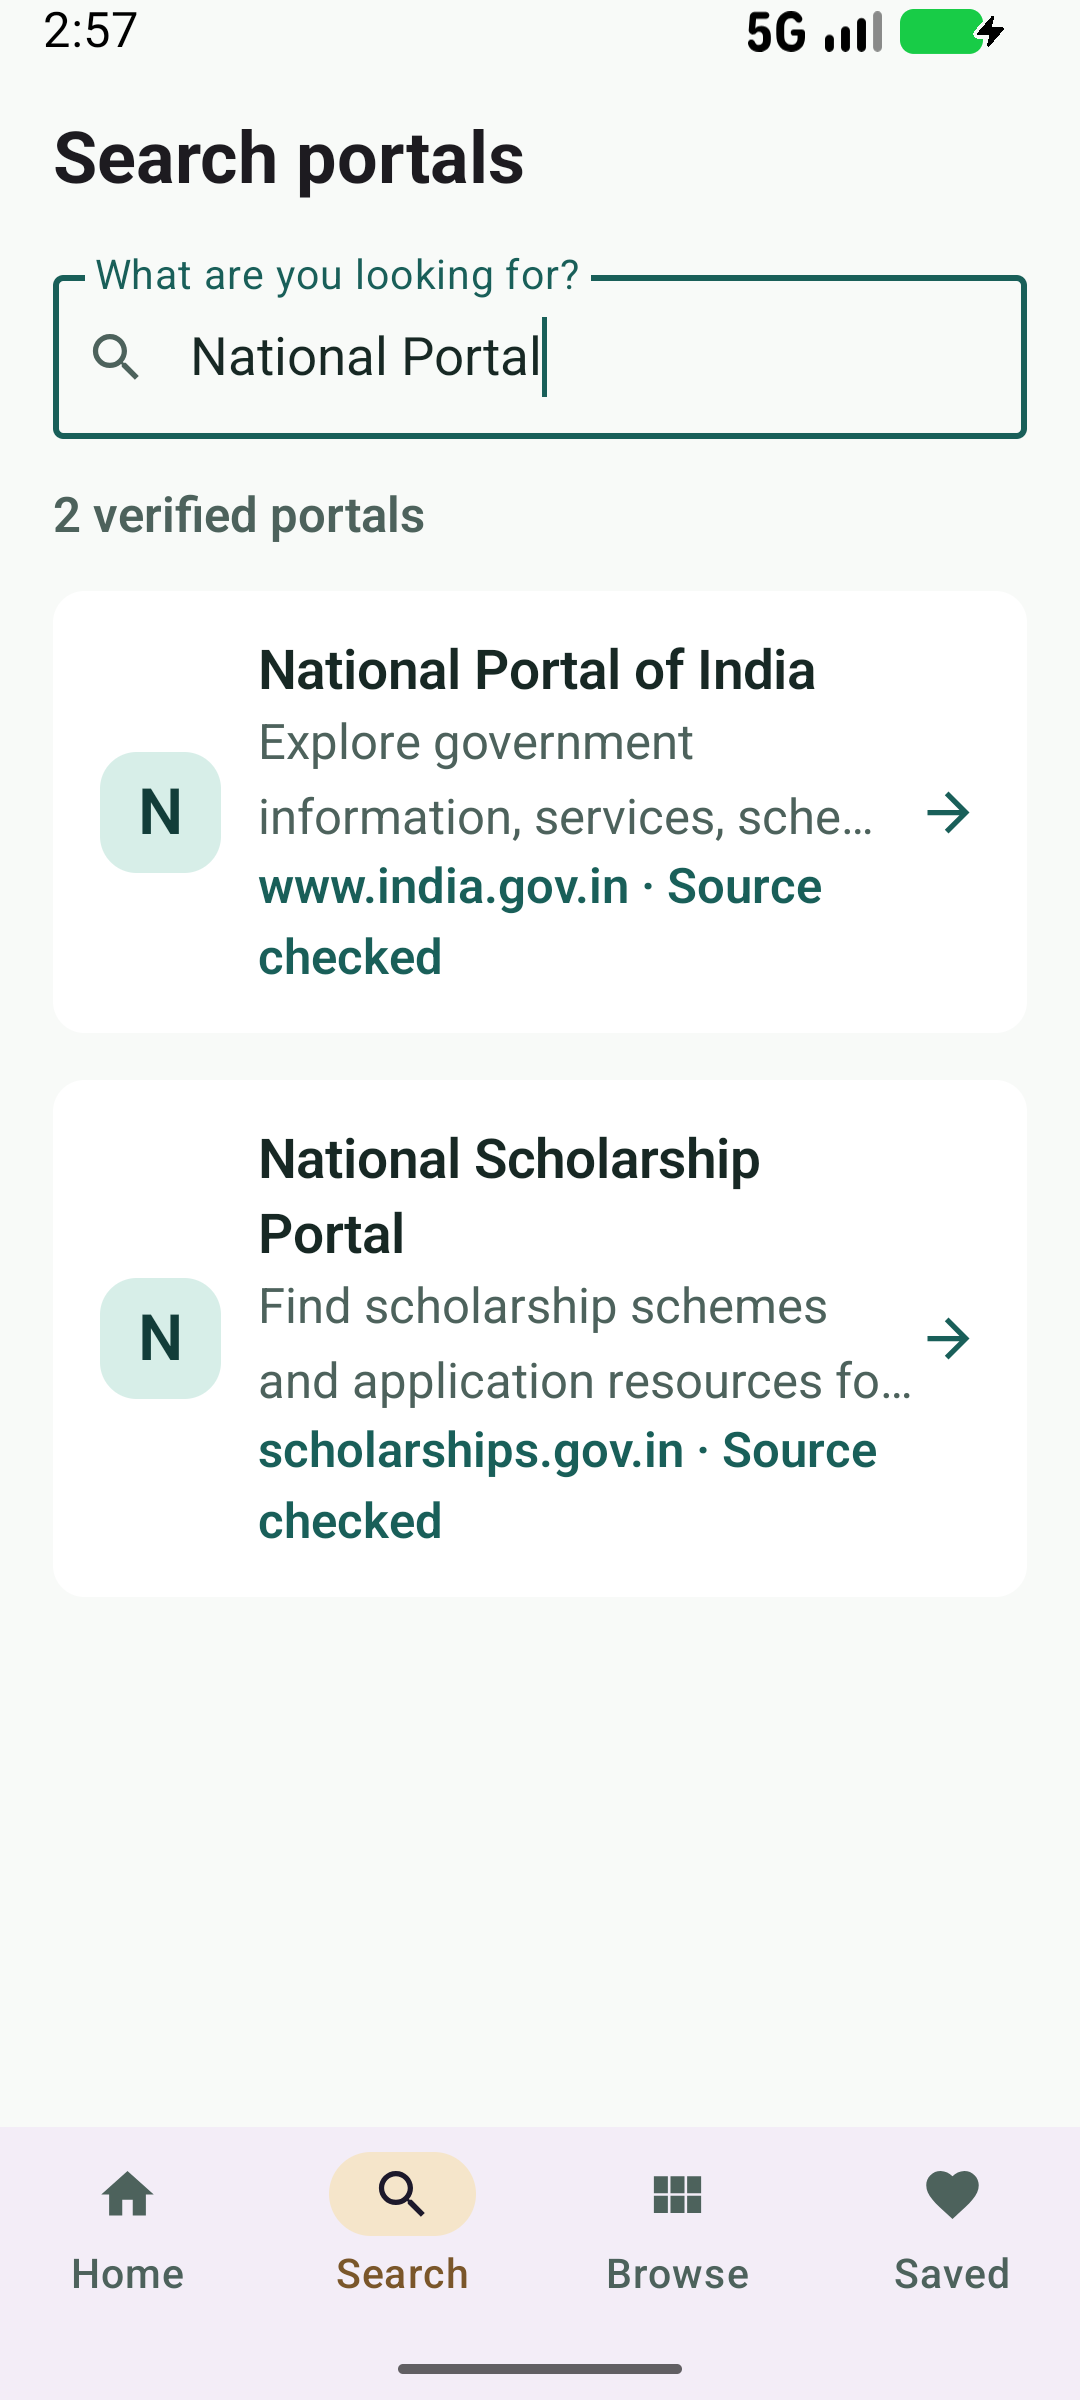 2:57
5G
Search portals
What are you looking for?
National Portal
2 verified portals
National Portal of India
Explore government
information, services, sche…
www.india.gov.in · Source
checked
N
National Scholarship
Portal
Find scholarship schemes
and application resources fo…
scholarships.gov.in · Source
checked
N
Home
Search
Browse
Saved